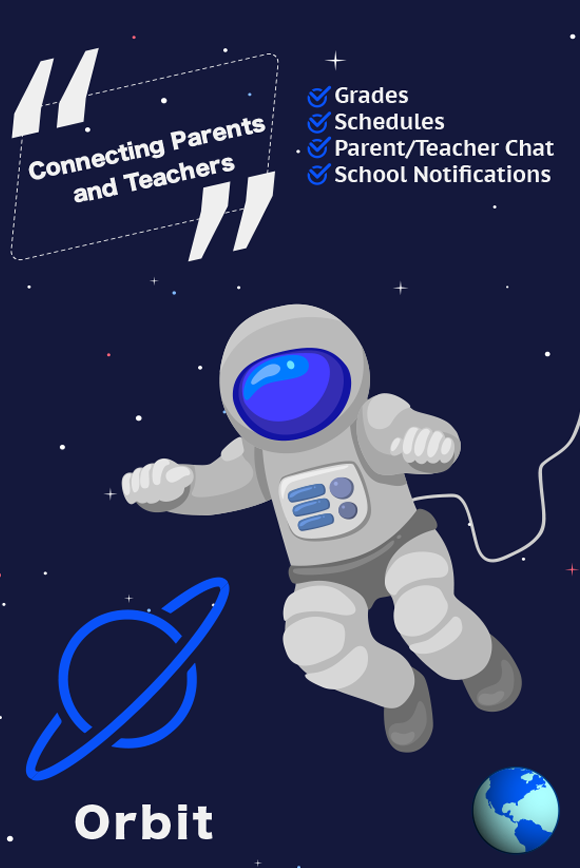 Connecting Parents
and Teachers
Grades
Schedules
Parent/Teacher Chat
School Notifications
Orbit